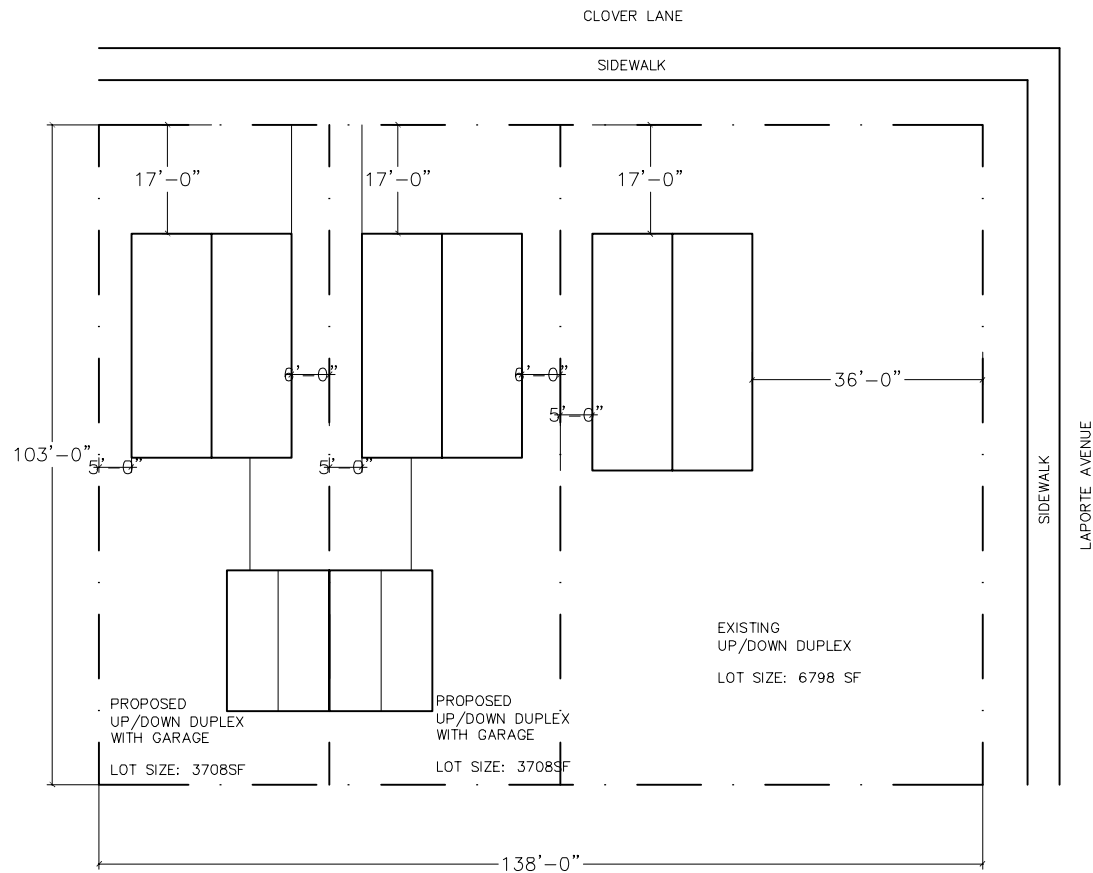 CLOVER LANE
SIDEWALK
17'-0"
17'-0"
17'-0"
6'-0"
6'-0"
36'-0"
5'-0"
103'-0"
5'-0"
5'-0"
SIDEWALK
LAPORTE AVENUE
EXISTING
UP/DOWN DUPLEX
LOT SIZE: 6798 SF
PROPOSED
UP/DOWN DUPLEX
WITH GARAGE
LOT SIZE: 3708SF
PROPOSED
UP/DOWN DUPLEX
WITH GARAGE
LOT SIZE: 3708SF
138'-0"